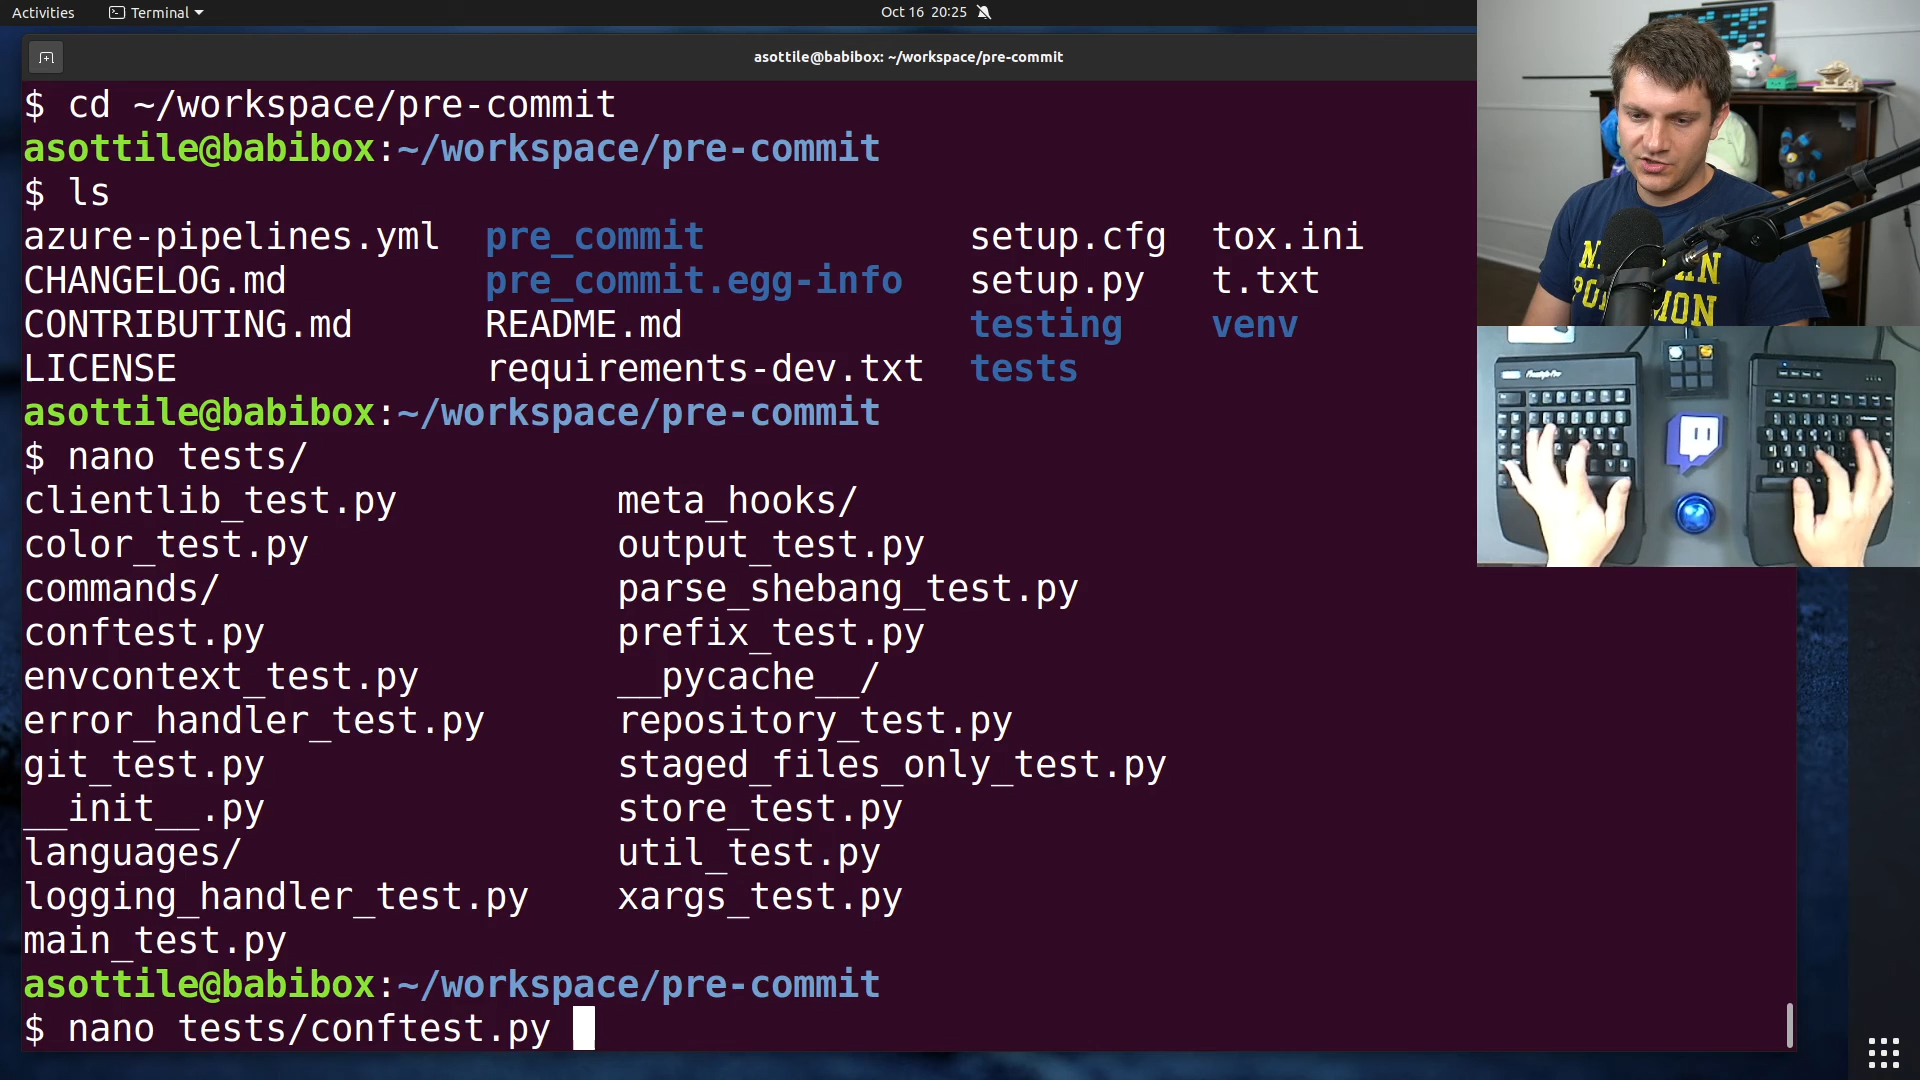 Activities
Terminal
Oct 16 20:25
asottile@babibox: ~/workspace/pre-commit
$ cd ~/workspace/pre-commit
asottile@babibox:~/workspace/pre-commit
$ ls
azure-pipelines.yml pre_commit setup.cfg tox.ini
CHANGELOG.md pre_commit.egg-info setup.py t.txt
CONTRIBUTING.md README.md testing venv
LICENSE requirements-dev.txt tests
asottile@babibox:~/workspace/pre-commit
$ nano tests/
clientlib_test.py meta_hooks/
color_test.py output_test.py
commands/ parse_shebang_test.py
conftest.py prefix_test.py
envcontext_test.py __pycache__/
error_handler_test.py repository_test.py
git_test.py staged_files_only_test.py
__init__.py store_test.py
languages/ util_test.py
logging_handler_test.py xargs_test.py
main_test.py
asottile@babibox:~/workspace/pre-commit
$ nano tests/conftest.py